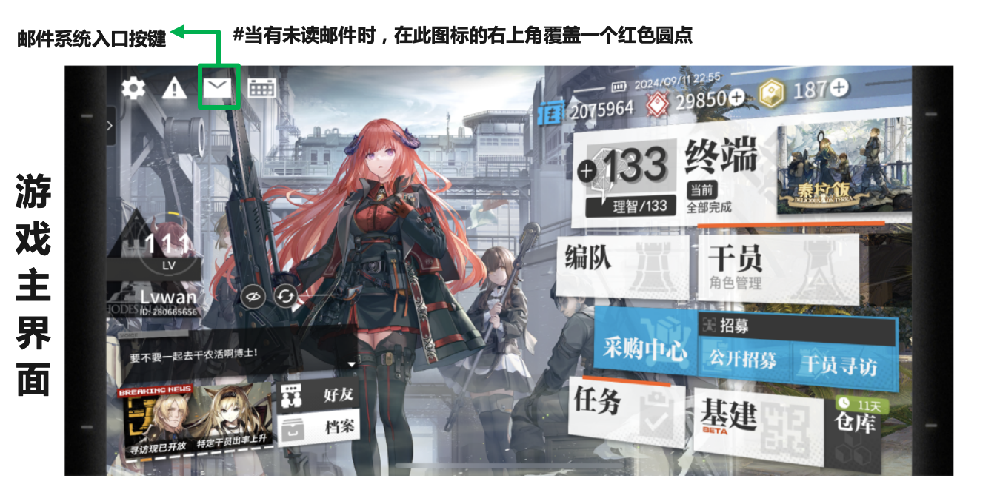 邮件系统入口按键
#当有未读邮件时，在此图标的右上角覆盖一个红色圆点
游戏主界面
2024/09/11 22:55
2075964
29850
187
133
理智/133
终端
当前
全部完成
泰拉饭
DELICIOUS ON TERRA
111
LV
Lvwan
ID: 280665656
编队
干员
角色管理
VOICE
要不要一起去干农活啊博士！
采购中心
招募
公开招募
干员寻访
BREAKING NEWS
寻访现已开放 特定干员出率上升
好友
档案
任务
基建
BETA
11天
仓库